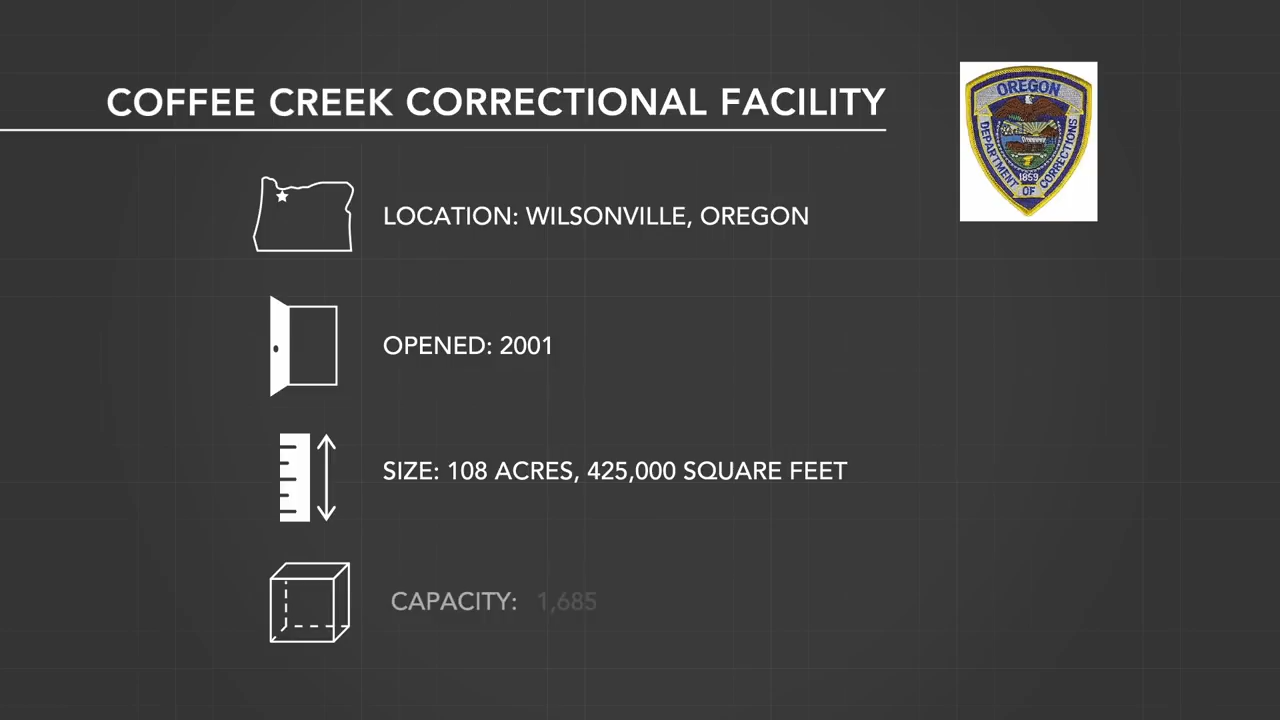 COFFEE CREEK CORRECTIONAL FACILITY
OREGON
DEPARTMENT OF CORRECTIONS
1859
LOCATION: WILSONVILLE, OREGON
OPENED: 2001
SIZE: 108 ACRES, 425,000 SQUARE FEET
CAPACITY: 1,685